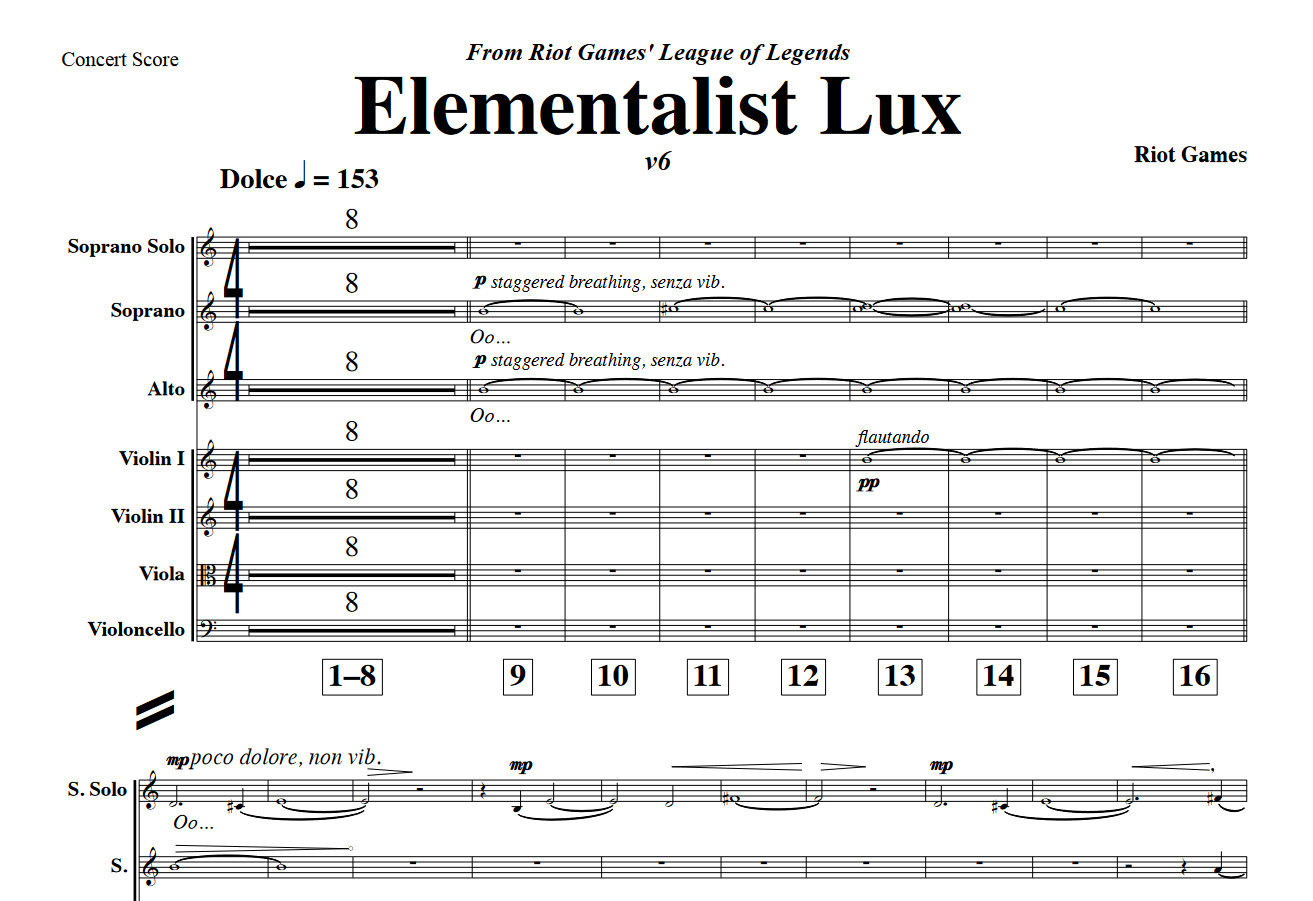 Concert Score
From Riot Games' League of Legends
Elementalist Lux
v6
Riot Games
Dolce ♩ = 153
Soprano Solo
8
8
p staggered breathing, senza vib.
Soprano
Oo...
8
p staggered breathing, senza vib.
Alto
Oo...
8
flautando
Violin I
pp
8
Violin II
8
Viola
8
Violoncello
1–8 9 10 11 12 13 14 15 16
mp poco dolore, non vib. mp mp
S. Solo
Oo...
S.